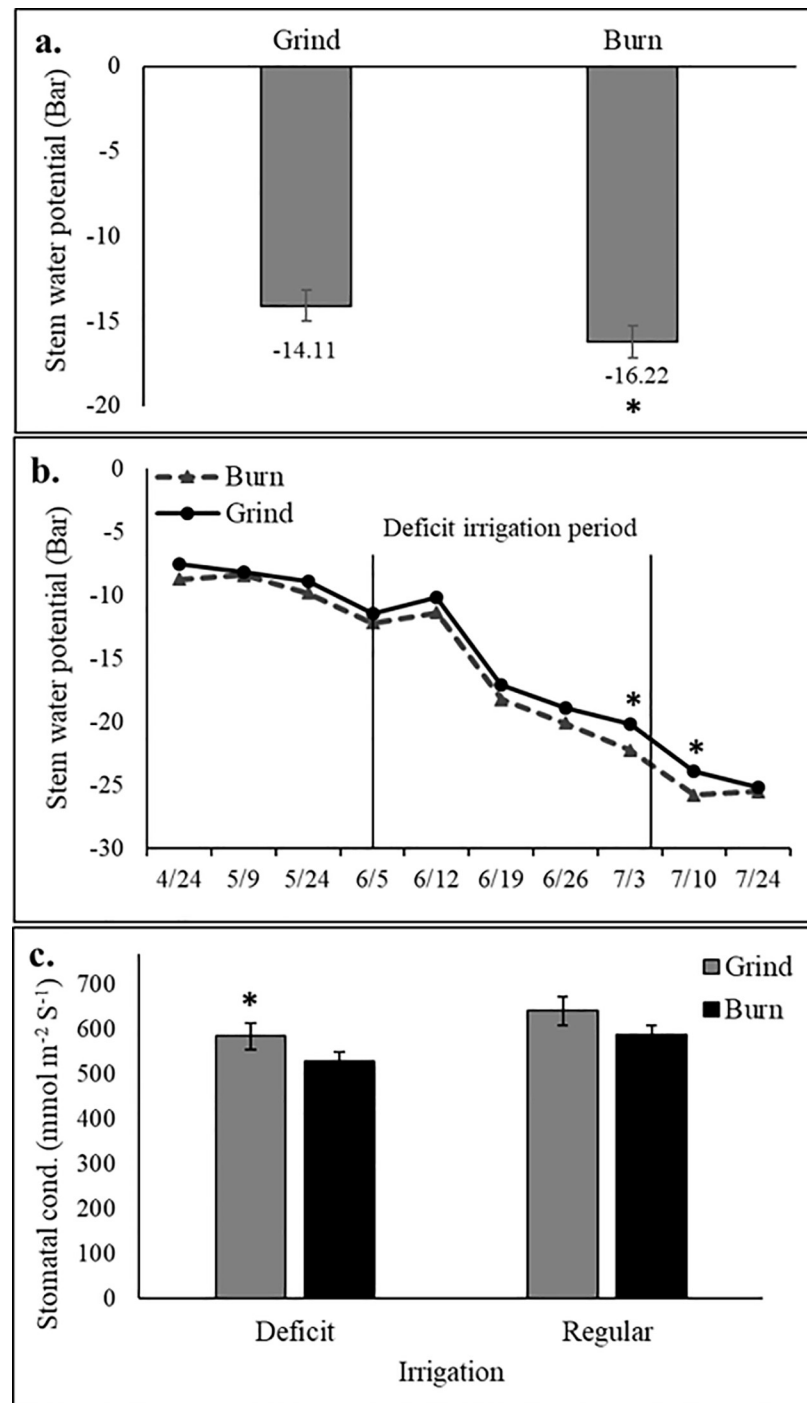 a.
Grind Burn
Stem water potential (Bar)
0
-5
-10
-15
-20
-14.11
-16.22
*
b.
Burn
Grind
Deficit irrigation period
Stem water potential (Bar)
0
-5
-10
-15
-20
-25
-30
*
*
4/24 5/9 5/24 6/5 6/12 6/19 6/26 7/3 7/10 7/24
c.
Grind
Burn
Stomatal cond. (mmol m⁻² S⁻¹)
700
600
500
400
300
200
100
0
*
Deficit Regular
Irrigation